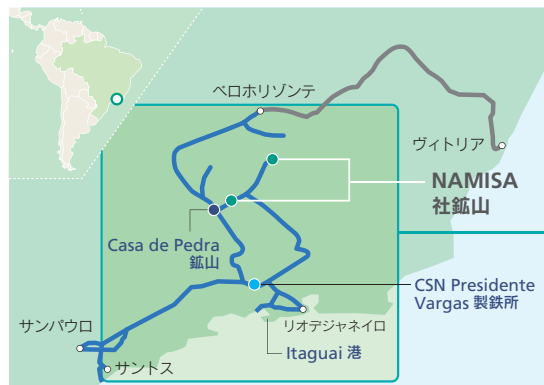 ベロホリゾンテ
ヴィトリア
NAMISA
社鉱山
Casa de Pedra
鉱山
CSN Presidente
Vargas 製鉄所
サンパウロ
リオデジャネイロ
Itaguai 港
サントス